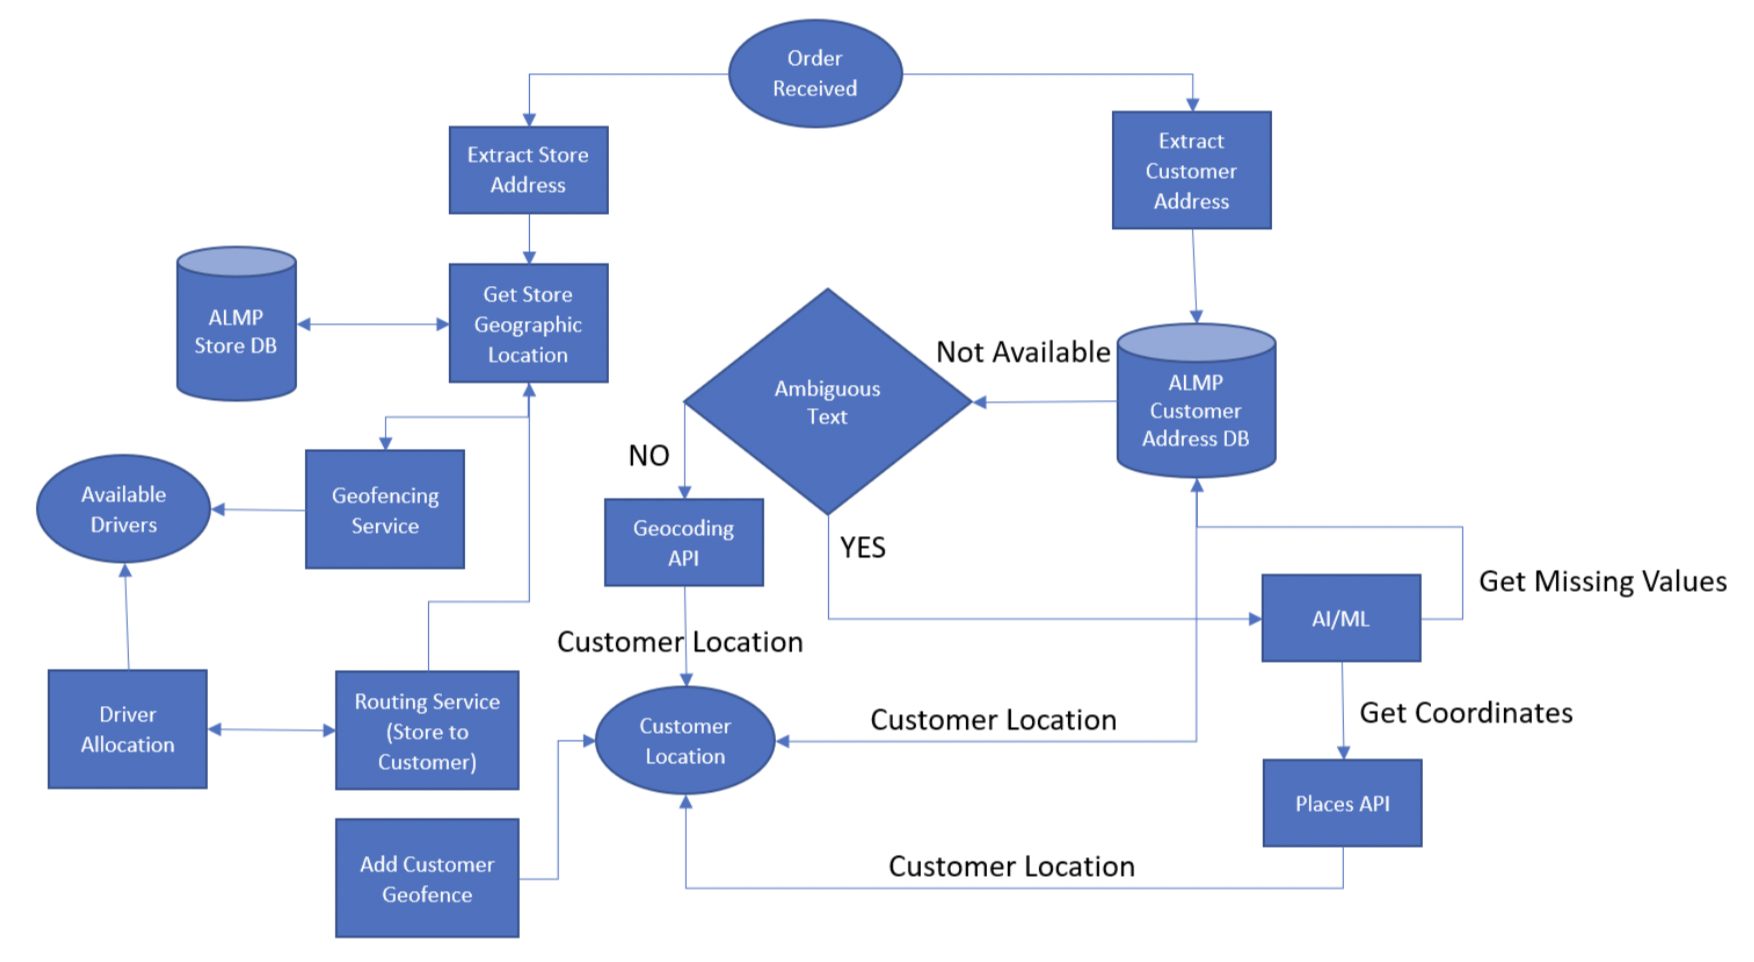 Order
Received
Extract Store
Address
Extract
Customer
Address
ALMP
Store DB
Get Store
Geographic
Location
Not Available
Ambiguous
Text
ALMP
Customer
Address DB
NO
YES
Available
Drivers
Geofencing
Service
Geocoding
API
Get Missing Values
AI/ML
Customer Location
Driver
Allocation
Routing Service
(Store to
Customer)
Customer
Location
Customer Location
Get Coordinates
Places API
Add Customer
Geofence
Customer Location